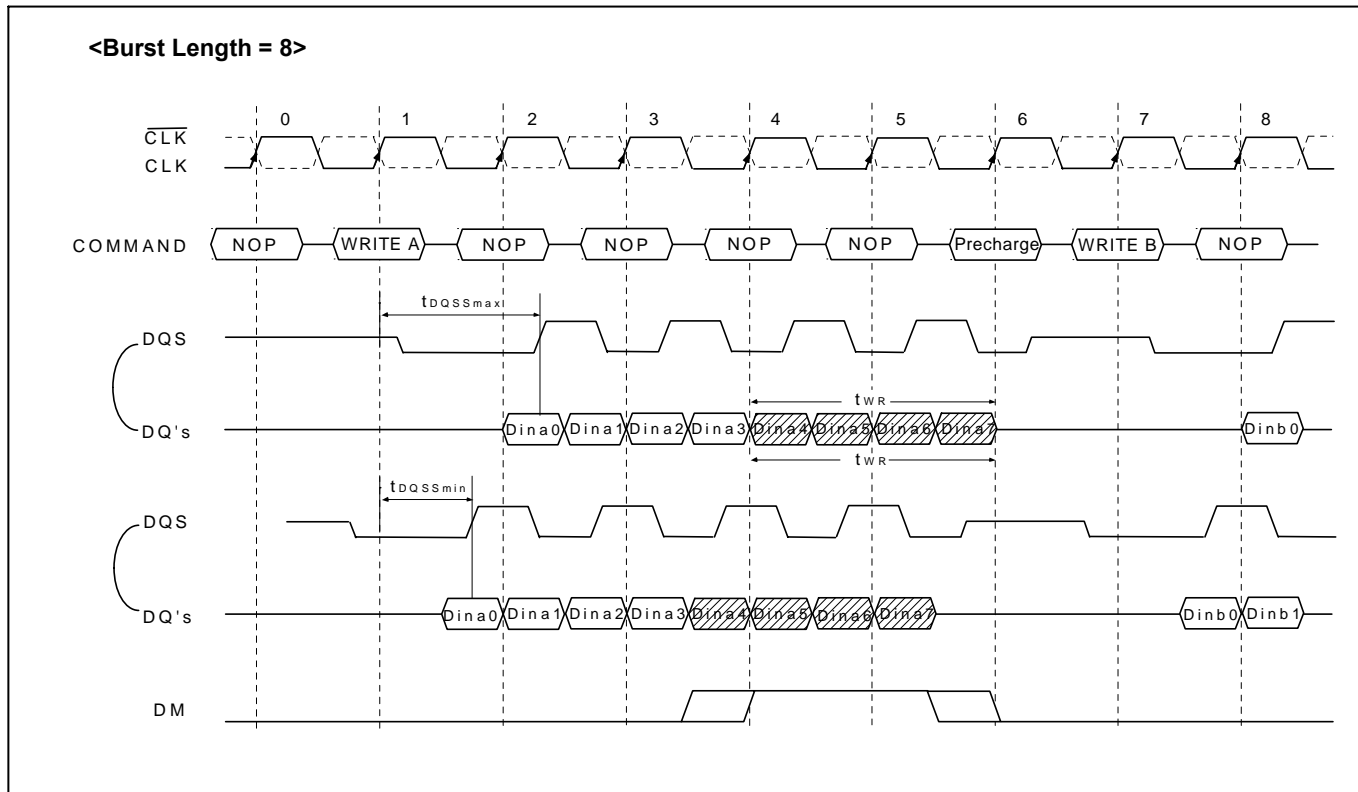 <Burst Length = 8>
0 1 2 3 4 5 6 7 8
CLK
CLK
COMMAND NOP WRITE A NOP NOP NOP NOP Precharge WRITE B NOP
tDQSSmax
DQS
tWR
DQ's Dina0 Dina1 Dina2 Dina3 Dina4 Dina5 Dina6 Dina7 Dinb0
tWR
tDQSSmin
DQS
DQ's Dina0 Dina1 Dina2 Dina3 Dina4 Dina5 Dina6 Dina7 Dinb0 Dinb1
DM